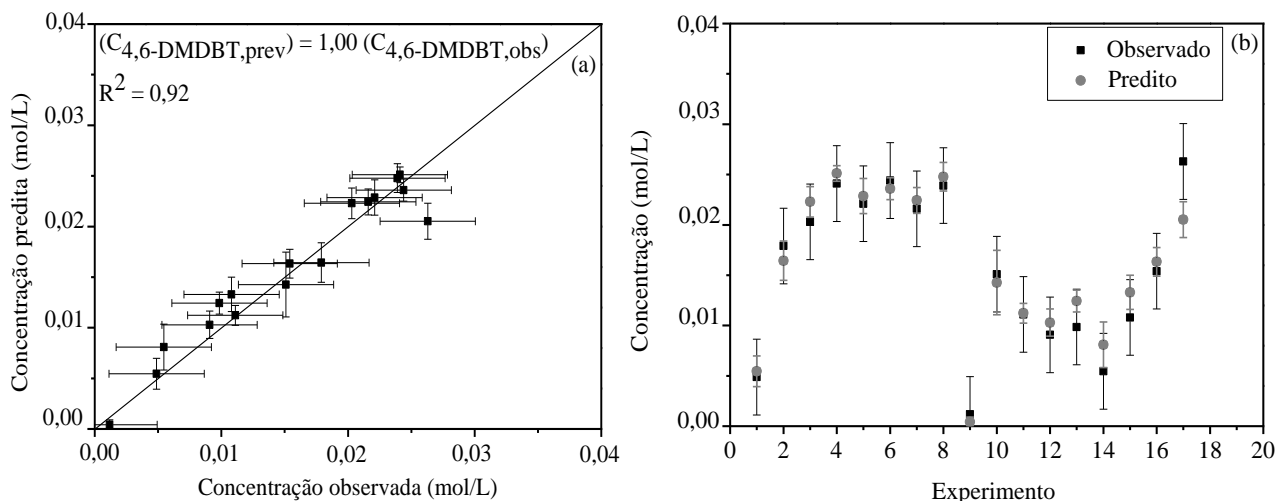 (C4,6-DMDBT,prev) = 1,00 (C4,6-DMDBT,obs)
R2 = 0,92
(a)
0,04
0,03
0,02
0,01
0,00
Concentração predita (mol/L)
0,00 0,01 0,02 0,03 0,04
Concentração observada (mol/L)
(b)
Observado
Predito
0,04
0,03
0,02
0,01
0,00
Concentração (mol/L)
0 2 4 6 8 10 12 14 16 18 20
Experimento